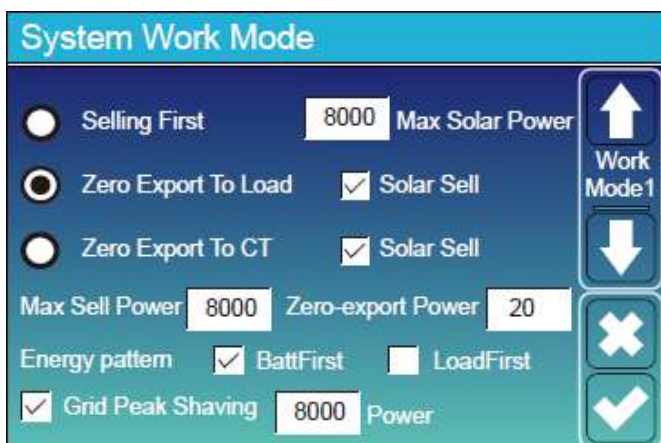 System Work Mode
Selling First 8000 Max Solar Power
Zero Export To Load Solar Sell
Work Mode1
Zero Export To CT Solar Sell
Max Sell Power 8000 Zero-export Power 20
Energy pattern BattFirst LoadFirst
Grid Peak Shaving 8000 Power